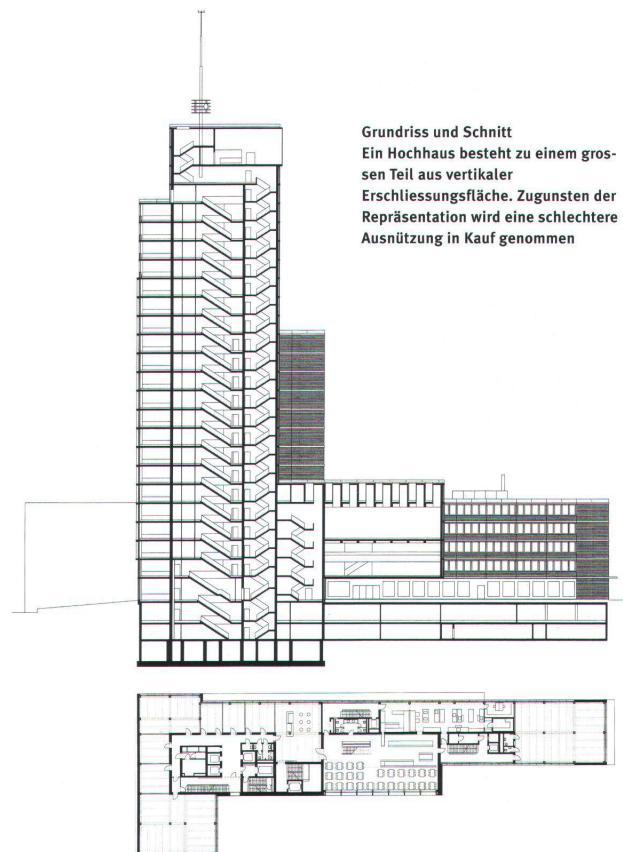 Grundriss und Schnitt
Ein Hochhaus besteht zu einem gros-
sen Teil aus vertikaler
Erschliessungsfläche. Zugunsten der
Repräsentation wird eine schlechtere
Ausnützung in Kauf genommen